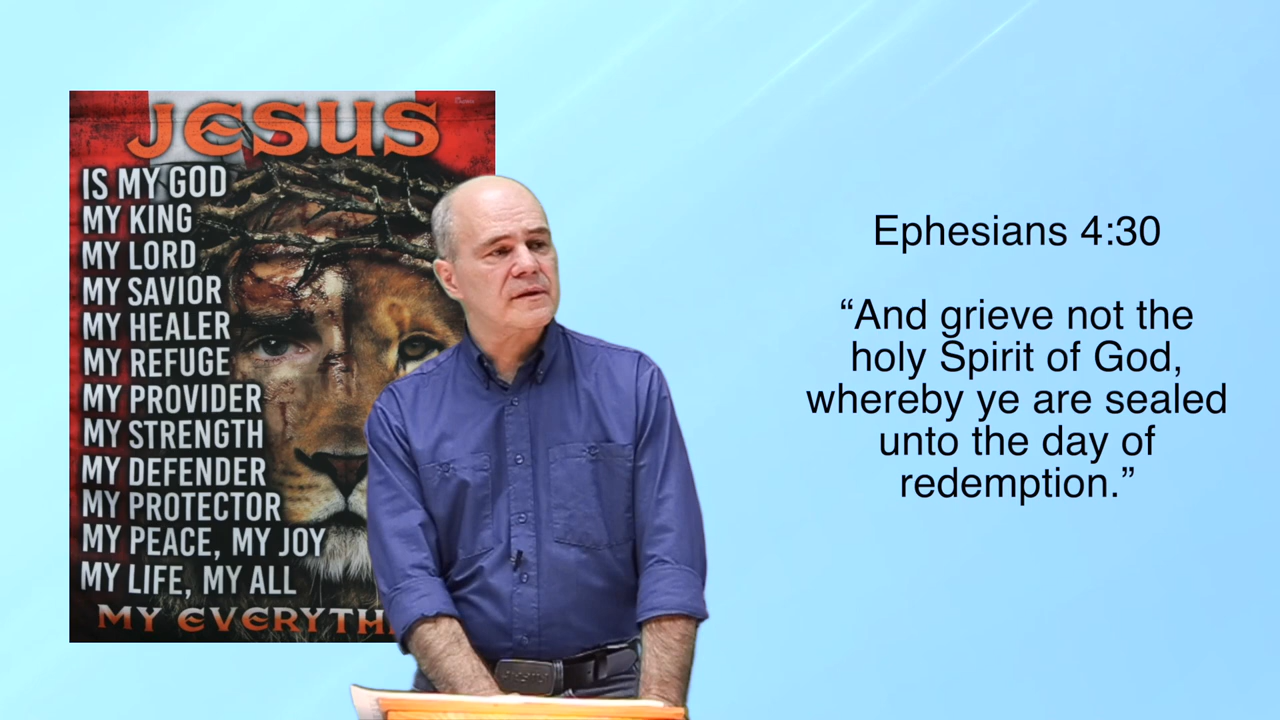 JESUS
IS MY GOD
MY KING
MY LORD
MY SAVIOR
MY HEALER
MY REFUGE
MY PROVIDER
MY STRENGTH
MY DEFENDER
MY PROTECTOR
MY PEACE, MY JOY
MY LIFE, MY ALL
MY EVERYTHI
Ephesians 4:30
“And grieve not the
holy Spirit of God,
whereby ye are sealed
unto the day of
redemption.”